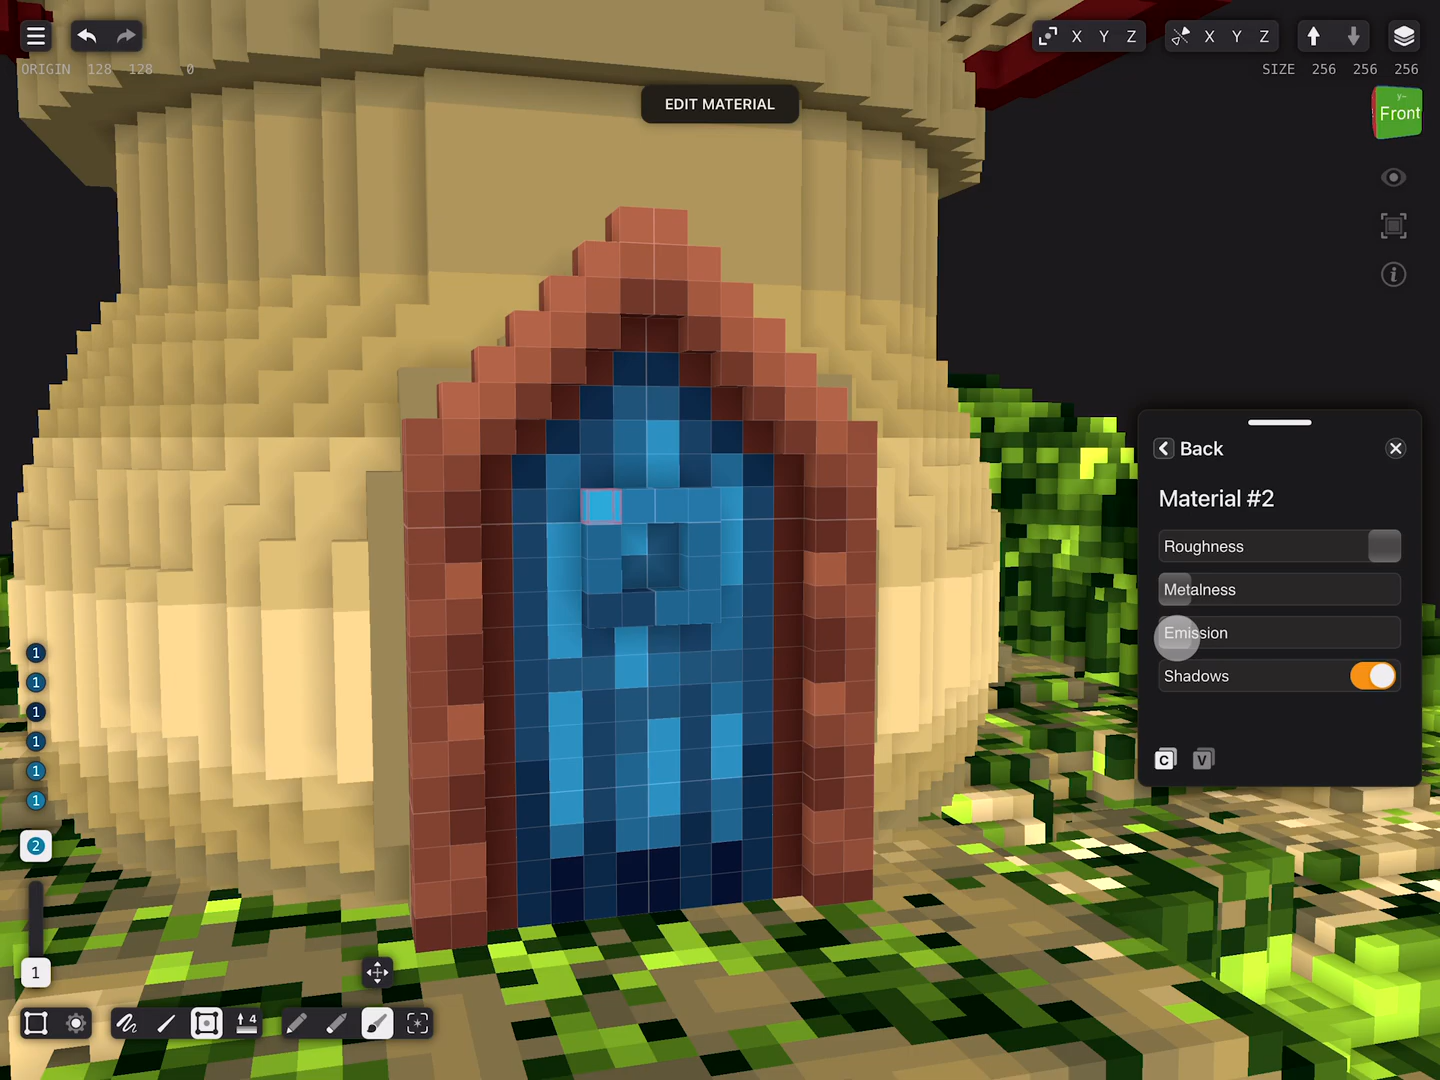 X Y Z
X Y Z
ORIGIN 128 128 0
SIZE 256 256 256
EDIT MATERIAL
y-
Front
Back
Material #2
Roughness
Metalness
Emission
Shadows
C V
1
1
1
1
1
1
2
1
4